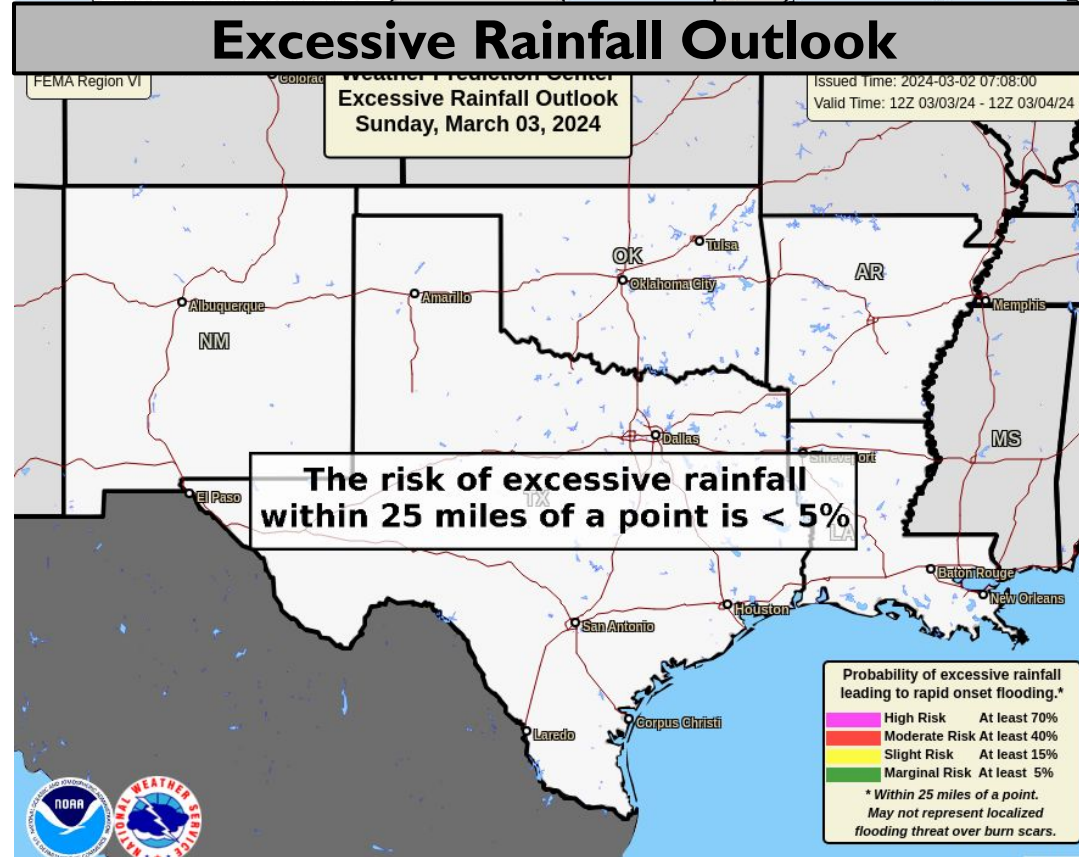 Excessive Rainfall Outlook
FEMA Region VI
Weather Prediction Center
Excessive Rainfall Outlook
Sunday, March 03, 2024
Issued Time: 2024-03-02 07:08:00
Valid Time: 12Z 03/03/24 - 12Z 03/04/24
Colorad
Tulsa
OK
Oklahoma City
AR
Albuquerque
Amarillo
Memphis
NM
Dallas
MS
Shreveport
The risk of excessive rainfall
within 25 miles of a point is < 5%
El Paso
TX
LA
Baton Rouge
New Orleans
Houston
San Antonio
Corpus Christi
Laredo
Probability of excessive rainfall
leading to rapid onset flooding.*
High Risk At least 70%
Moderate Risk At least 40%
Slight Risk At least 15%
Marginal Risk At least 5%
* Within 25 miles of a point.
May not represent localized
flooding threat over burn scars.
NOAA
NATIONAL WEATHER SERVICE